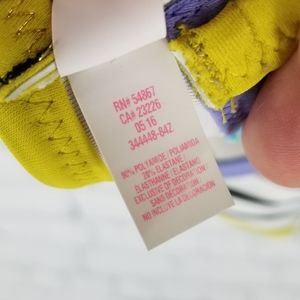 RN# 54867
CA# 23226
05 16
344448-84Z
80% POLYAMIDE / POLIAMIDA
20% ELASTANE /
ELASTHANNE / ELASTANO
EXCLUSIVE OF DECORATION /
SANS DÉCORATION /
NO INCLUYE LA DECORACION